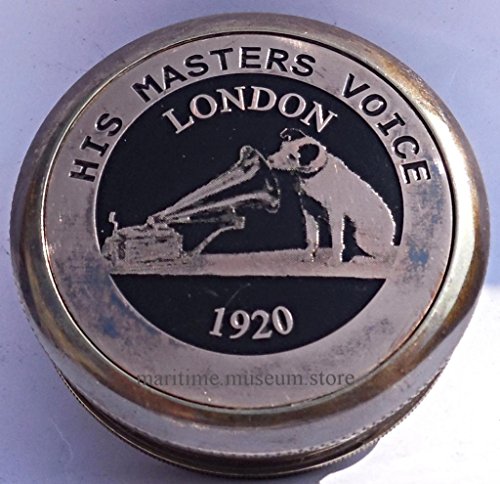 HIS MASTERS VOICE
LONDON
1920
maritime.museum.store